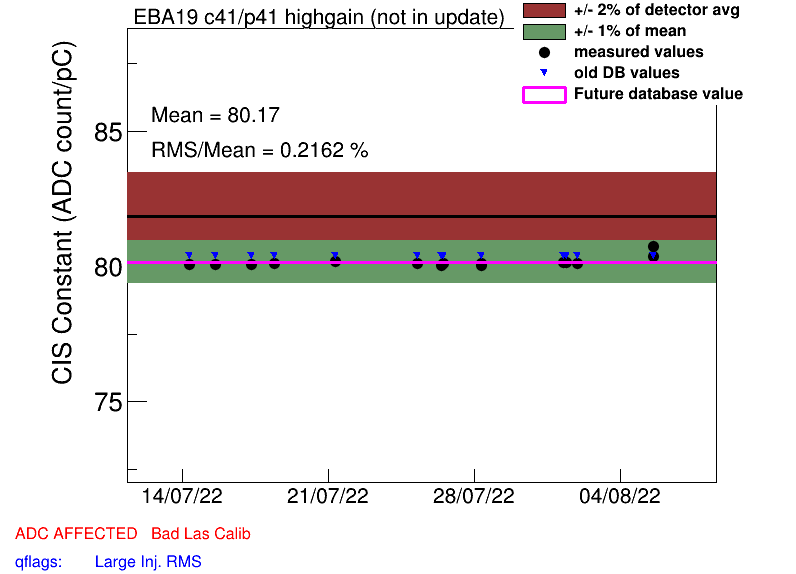 EBA19 c41/p41 highgain (not in update)
+/- 2% of detector avg
+/- 1% of mean
measured values
old DB values
Future database value
Mean = 80.17
RMS/Mean = 0.2162 %
CIS Constant (ADC count/pC)
85
80
75
14/07/22 21/07/22 28/07/22 04/08/22
ADC AFFECTED Bad Las Calib
qflags: Large Inj. RMS